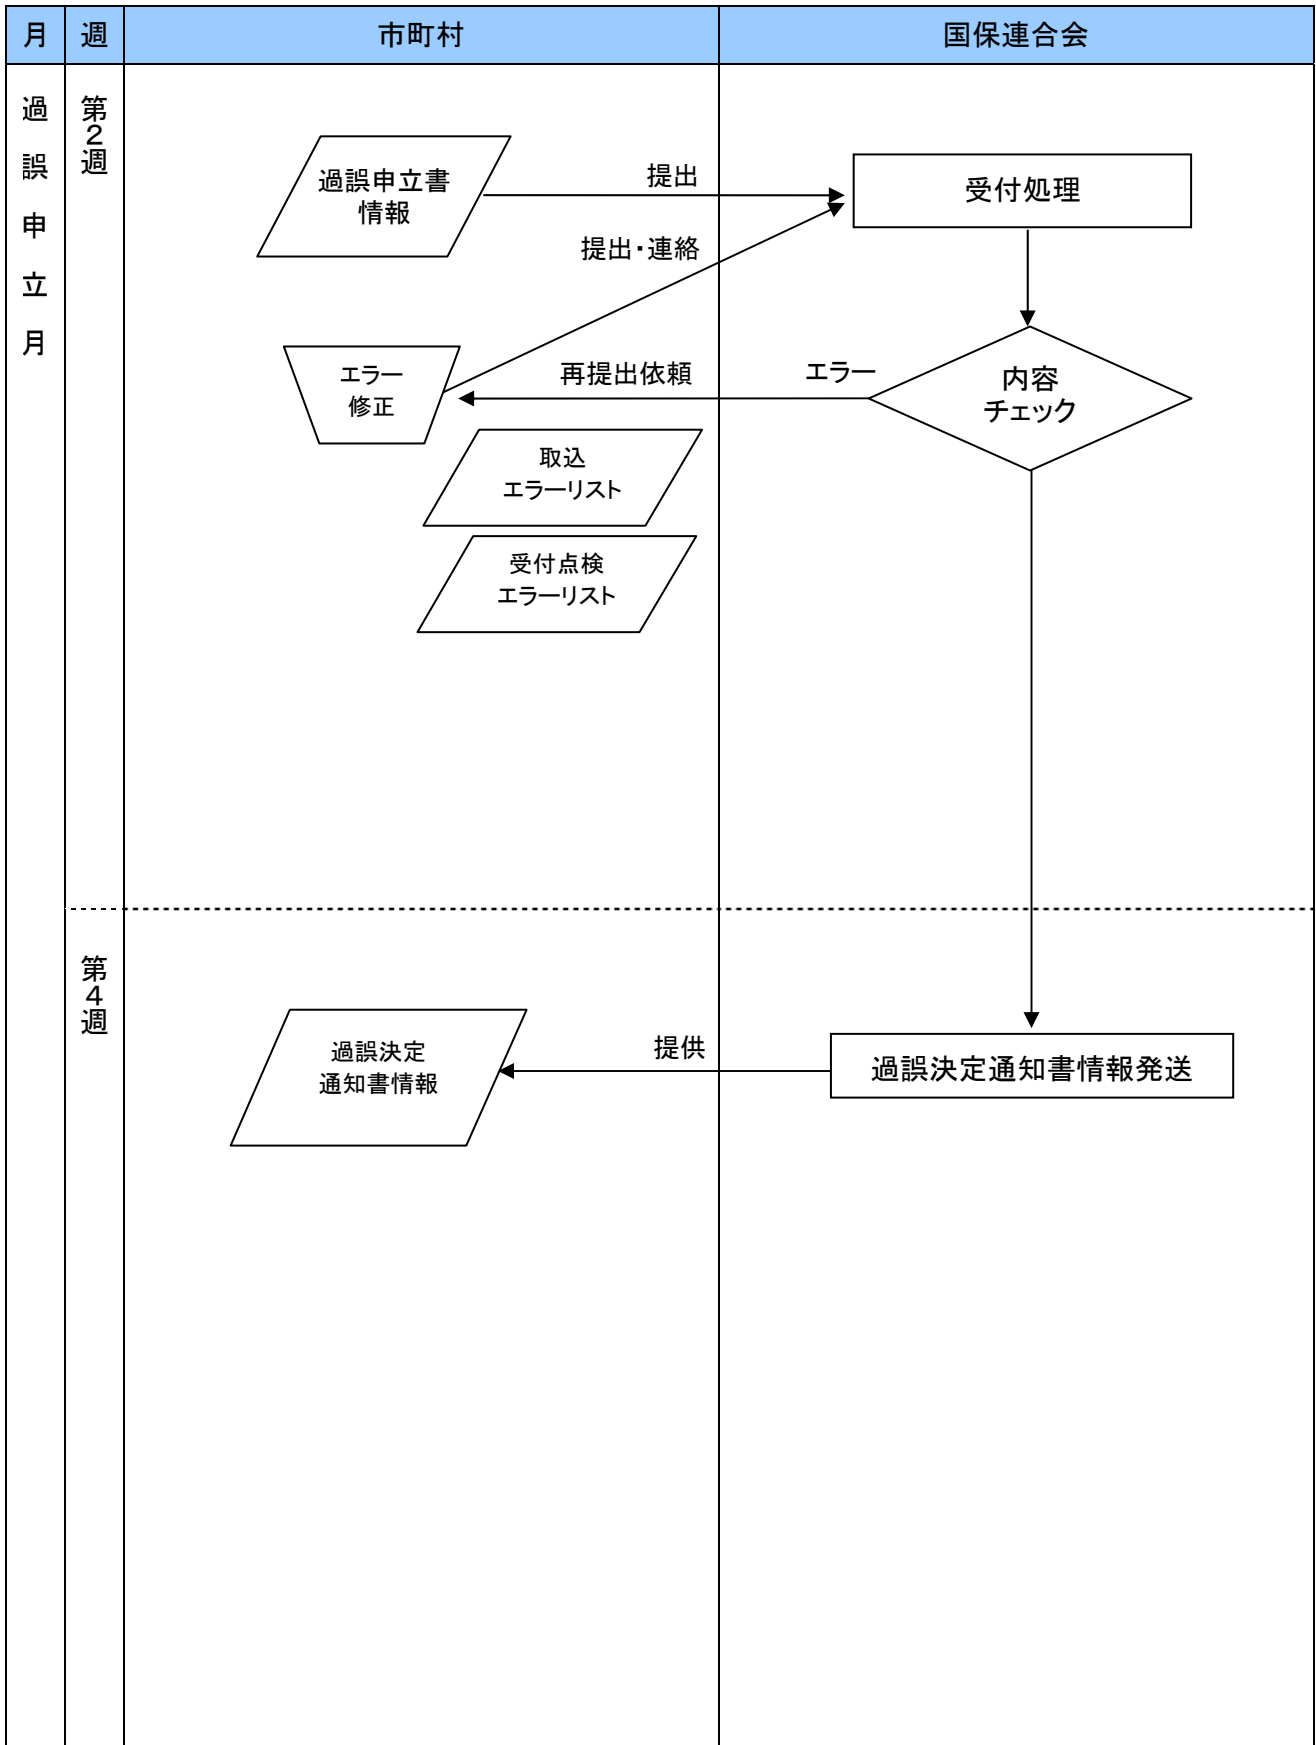 月
週
市町村
国保連合会
過誤申立月
第2週
過誤申立書
情報
提出
受付処理
提出・連絡
エラー
修正
再提出依頼
エラー
内容
チェック
取込
エラーリスト
受付点検
エラーリスト
第4週
過誤決定
通知書情報
提供
過誤決定通知書情報発送